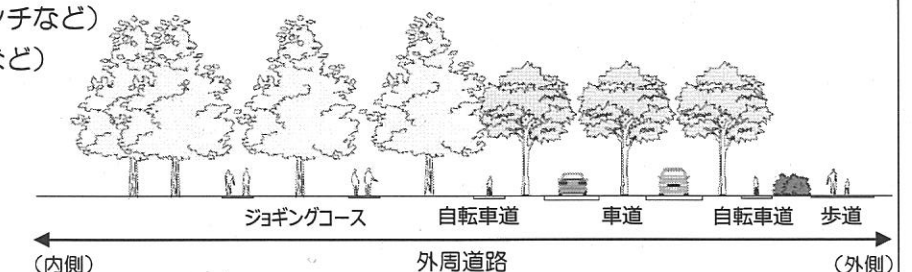 ンチなど)
など)
ジョギングコース 自転車道 車道 自転車道 歩道
外周道路
(内側) (外側)